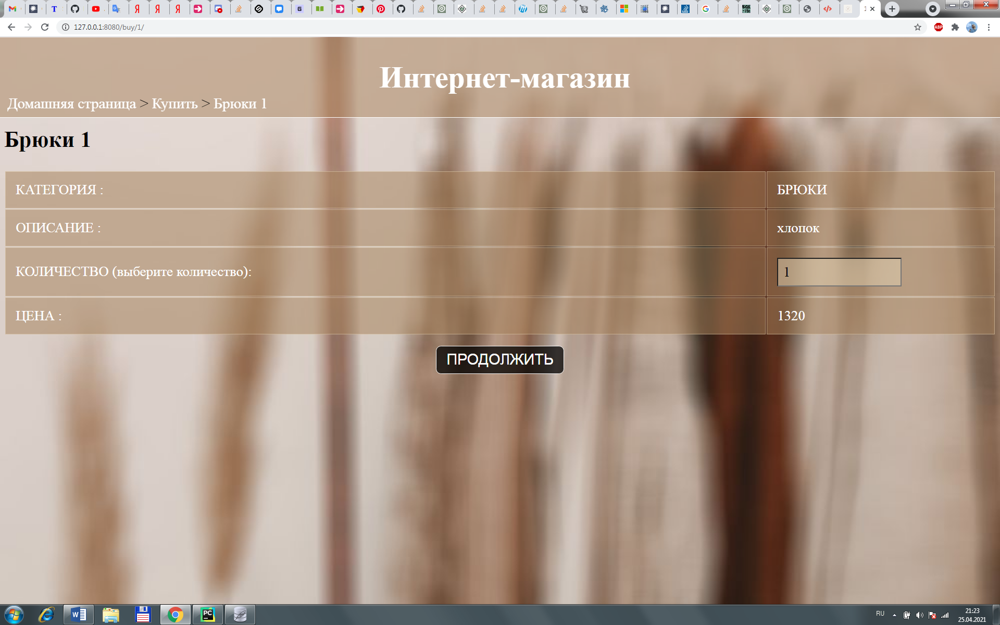 127.0.0.1:8080/buy/1/
ABP
Интернет-магазин
Домашняя страница > Купить > Брюки 1
Брюки 1
КАТЕГОРИЯ : БРЮКИ
ОПИСАНИЕ : хлопок
КОЛИЧЕСТВО (выберите количество): 1
ЦЕНА : 1320
ПРОДОЛЖИТЬ
RU
21:23
25.04.2021